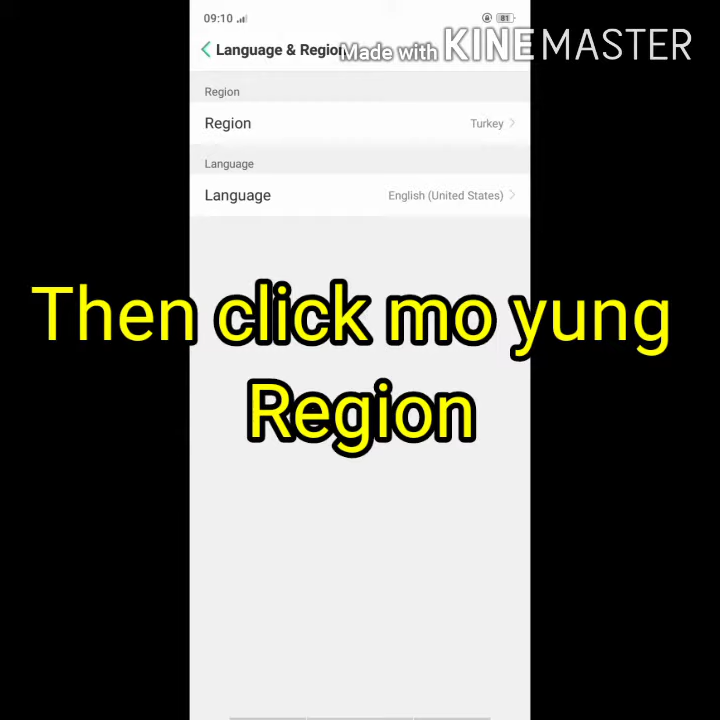 09:10
81
Language & Region
Made with KINEMASTER
Region
Region Turkey
Language
Language English (United States)
Then click mo yung
Region